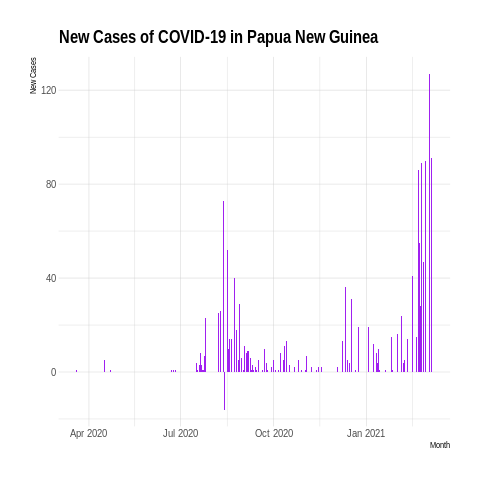 New Cases of COVID-19 in Papua New Guinea
New Cases
120
80
40
0
Apr 2020 Jul 2020 Oct 2020 Jan 2021
Month